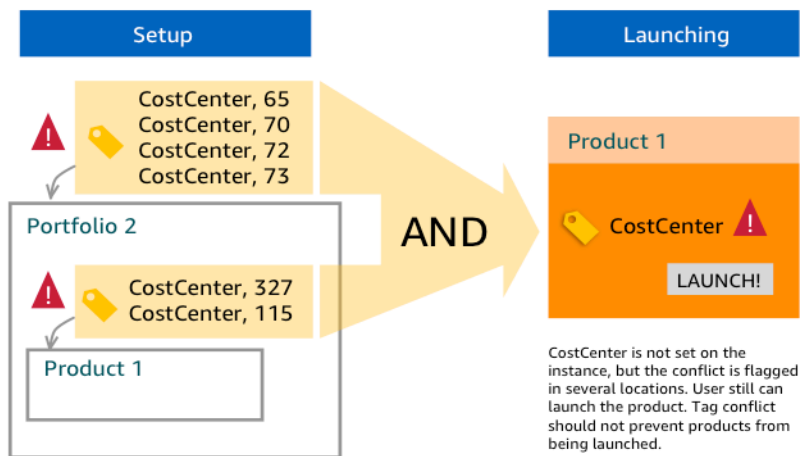 Setup
Launching
CostCenter, 65
CostCenter, 70
CostCenter, 72
CostCenter, 73
Portfolio 2
CostCenter, 327
CostCenter, 115
Product 1
AND
Product 1
CostCenter
LAUNCH!
CostCenter is not set on the
instance, but the conflict is flagged
in several locations. User still can
launch the product. Tag conflict
should not prevent products from
being launched.